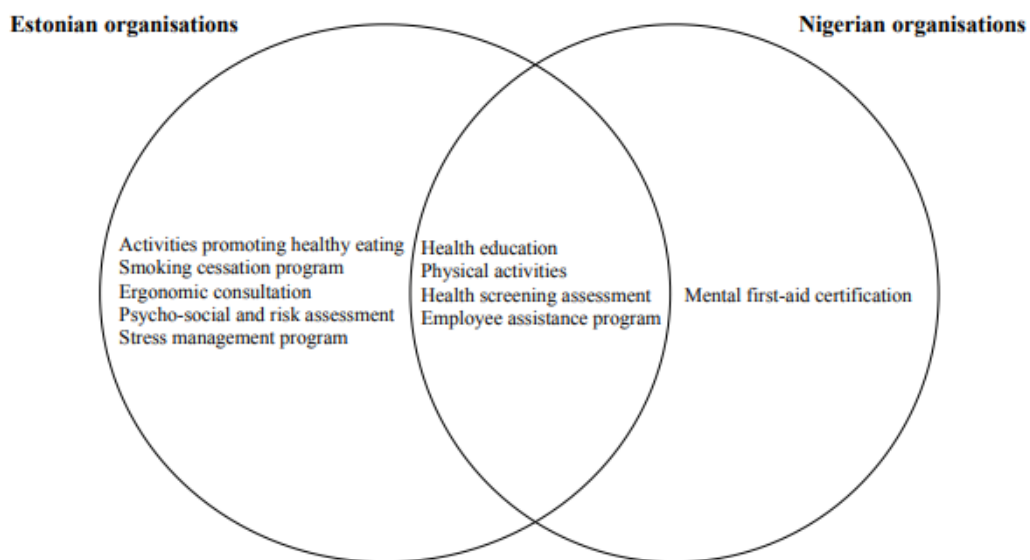 Estonian organisations
Nigerian organisations
Activities promoting healthy eating
Smoking cessation program
Ergonomic consultation
Psycho-social and risk assessment
Stress management program
Health education
Physical activities
Health screening assessment
Employee assistance program
Mental first-aid certification